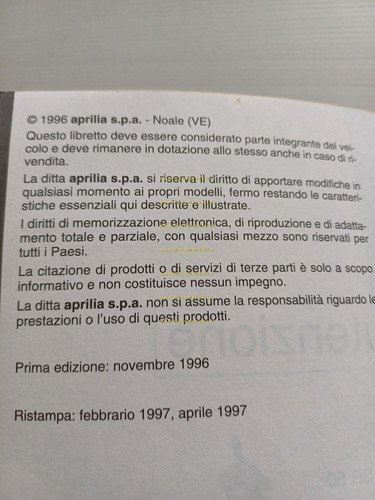 © 1996 aprilia s.p.a. - Noale (VE)
Questo libretto deve essere considerato parte integrante del vei-
colo e deve rimanere in dotazione allo stesso anche in caso di ri-
vendita.
La ditta aprilia s.p.a. si riserva il diritto di apportare modifiche in
qualsiasi momento ai propri modelli, fermo restando le caratteri-
stiche essenziali qui descritte e illustrate.
I diritti di memorizzazione elettronica, di riproduzione e di adatta-
mento totale e parziale, con qualsiasi mezzo sono riservati per
tutti i Paesi.
La citazione di prodotti o di servizi di terze parti è solo a scopo
informativo e non costituisce nessun impegno.
La ditta aprilia s.p.a. non si assume la responsabilità riguardo le
prestazioni o l'uso di questi prodotti.
Prima edizione: novembre 1996
Ristampa: febbrario 1997, aprile 1997